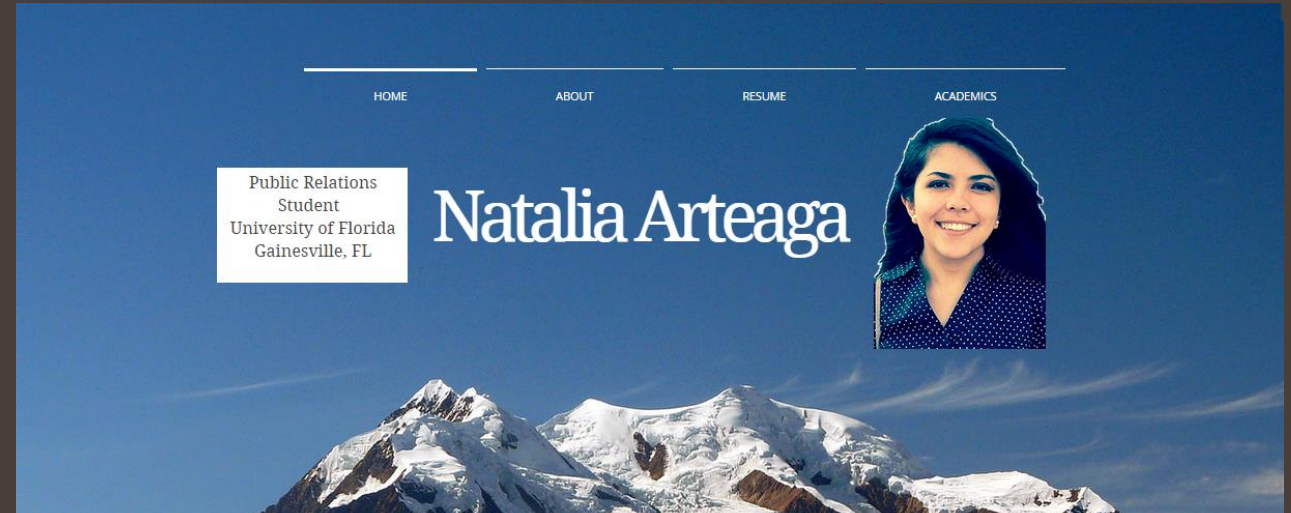 HOME
ABOUT
RESUME
ACADEMICS
Public Relations
Student
University of Florida
Gainesville, FL
Natalia Arteaga